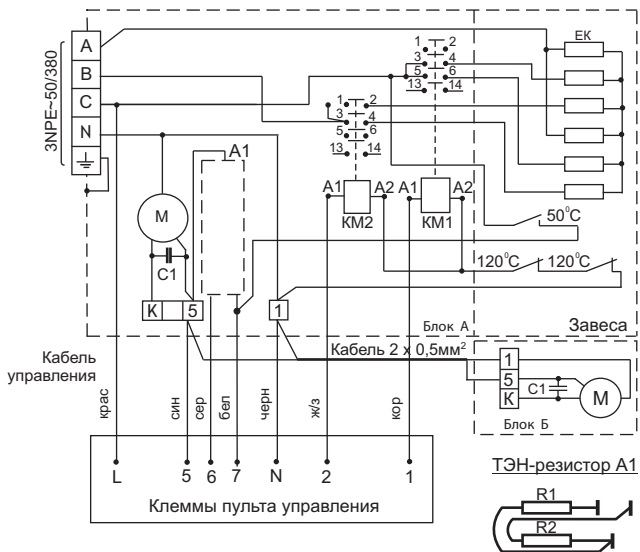 3NPE~50/380
A
B
C
N
A1
M
C1
K
5
1
1
2
3
4
5
6
13
14
1
2
3
4
5
6
13
14
A1
A2
КМ2
A1
A2
КМ1
ЕК
50°С
120°С
120°С
Блок А
Завеса
Кабель
управления
Кабель 2 x 0,5мм²
крас
син
сер
бел
черн
ж/з
кор
1
5
К
C1
М
Блок Б
L
5
6
7
N
2
1
Клеммы пульта управления
ТЭН-резистор А1
R1
R2